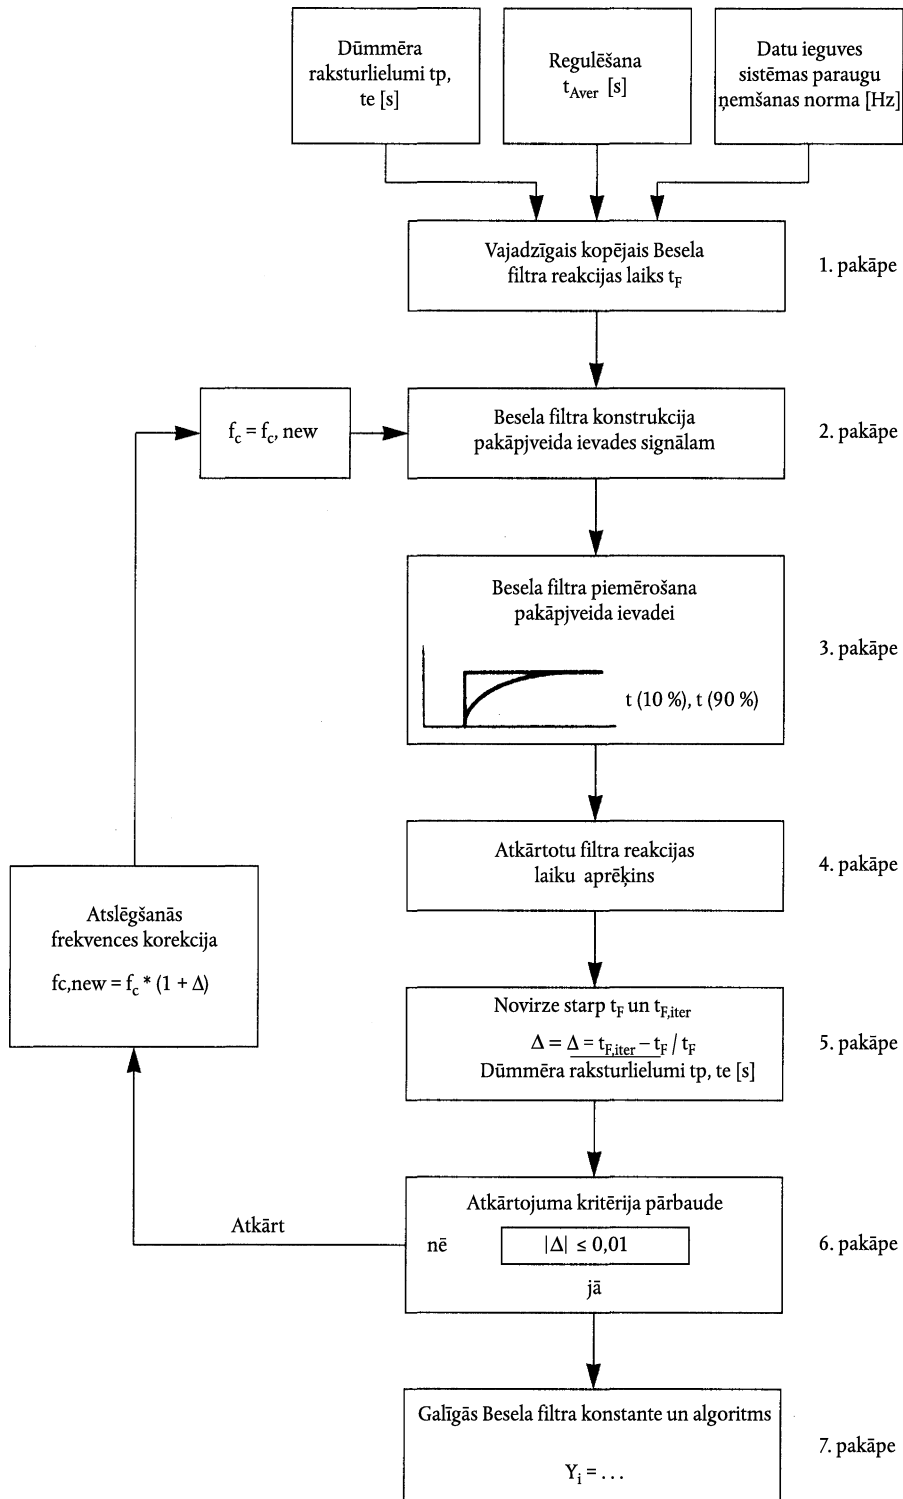 Dūmmēra
raksturlielumi tp,
te [s]
Regulēšana
t_Aver [s]
Datu ieguves
sistēmas paraugu
ņemšanas norma [Hz]
Vajadzīgais kopējais Besela
filtra reakcijas laiks t_F
1. pakāpe
f_c = f_c, new
Besela filtra konstrukcija
pakāpjveida ievades signālam
2. pakāpe
Besela filtra piemērošana
pakāpjveida ievadei
t (10 %), t (90 %)
3. pakāpe
Atkārtotu filtra reakcijas
laiku aprēķins
4. pakāpe
Atslēgšanās
frekvences korekcija
fc,new = f_c * (1 + Δ)
Novirze starp t_F un t_F,iter
Δ = Δ = t_F,iter – t_F / t_F
Dūmmēra raksturlielumi tp, te [s]
5. pakāpe
Atkārtojuma kritērija pārbaude
Atkārt
nē
|Δ| ≤ 0,01
jā
6. pakāpe
Galīgās Besela filtra konstante un algoritms
Y_i = . . .
7. pakāpe